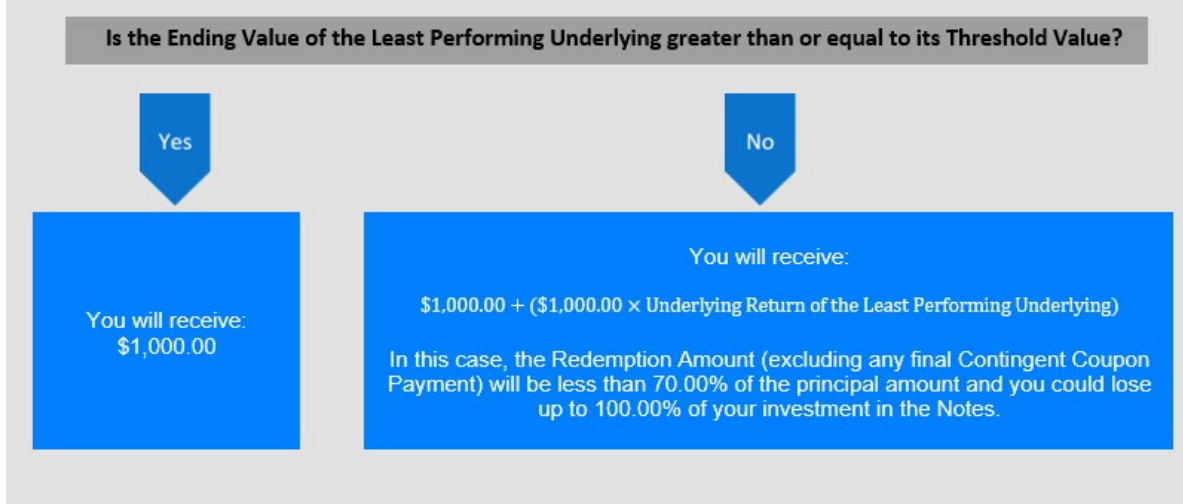 Is the Ending Value of the Least Performing Underlying greater than or equal to its Threshold Value?
Yes
No
You will receive:
$1,000.00
You will receive:
$1,000.00 + ($1,000.00 × Underlying Return of the Least Performing Underlying)
In this case, the Redemption Amount (excluding any final Contingent Coupon
Payment) will be less than 70.00% of the principal amount and you could lose
up to 100.00% of your investment in the Notes.